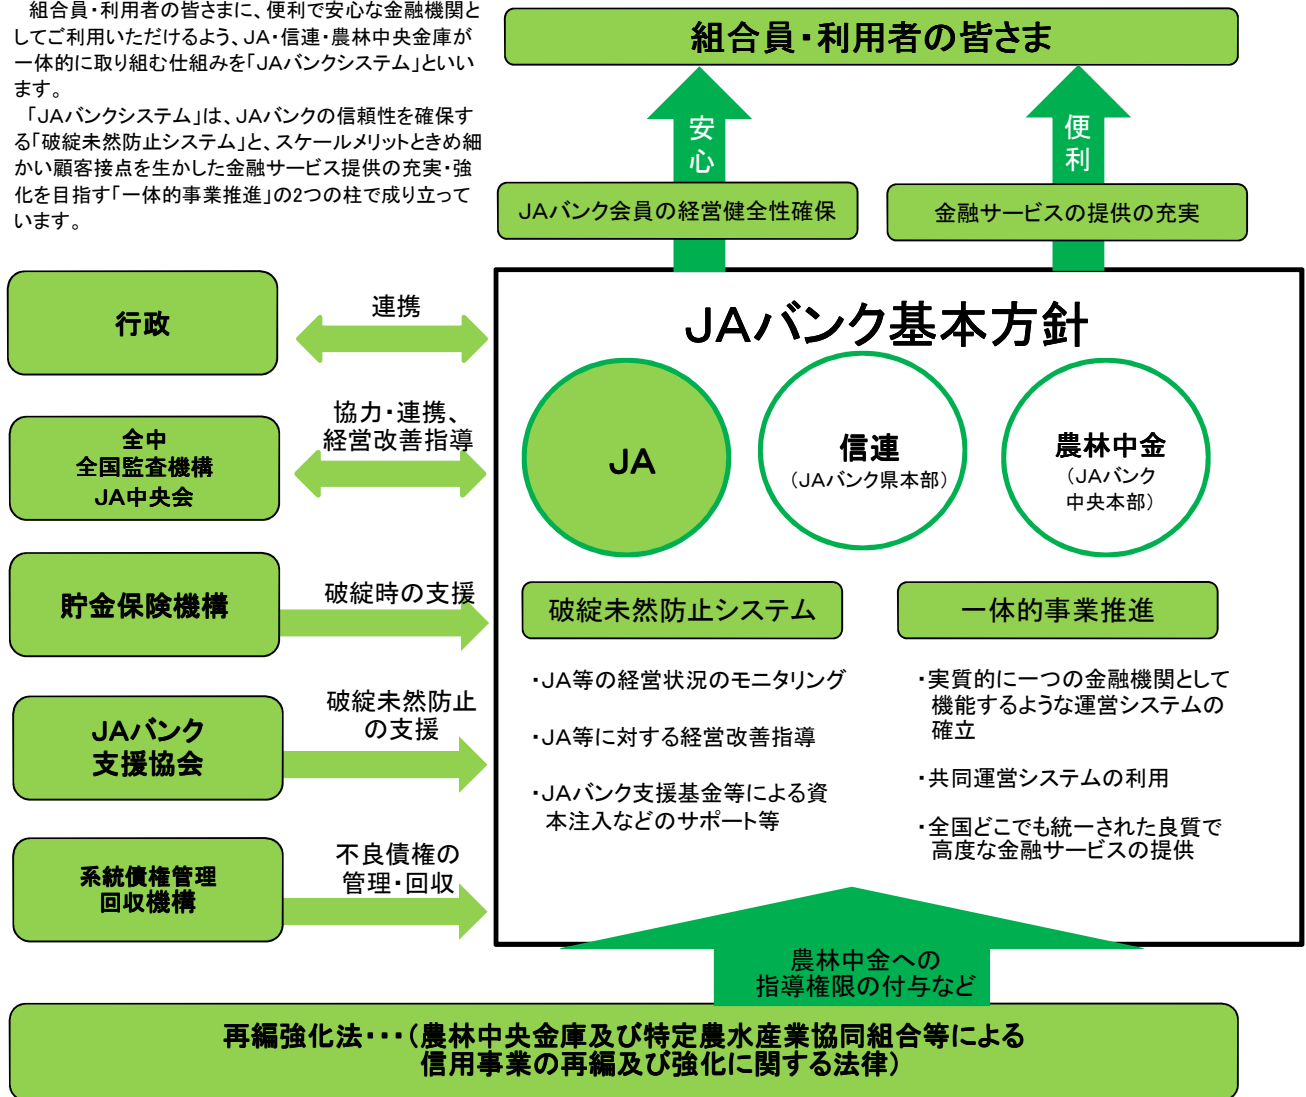 組合員・利用者の皆さまに、便利で安心な金融機関と
してご利用いただけるよう、JA・信連・農林中央金庫が
一体的に取り組む仕組みを「JAバンクシステム」といい
ます。
「JAバンクシステム」は、JAバンクの信頼性を確保す
る「破綻未然防止システム」と、スケールメリットときめ細
かい顧客接点を生かした金融サービス提供の充実・強
化を目指す「一体的事業推進」の2つの柱で成り立って
います。
組合員・利用者の皆さま
安心
便利
JAバンク会員の経営健全性確保
金融サービスの提供の充実
行政
連携
全中
全国監査機構
JA中央会
協力・連携、
経営改善指導
貯金保険機構
破綻時の支援
JAバンク
支援協会
破綻未然防止
の支援
系統債権管理
回収機構
不良債権の
管理・回収
JAバンク基本方針
JA
信連
（JAバンク県本部）
農林中金
（JAバンク
中央本部）
破綻未然防止システム
・JA等の経営状況のモニタリング
・JA等に対する経営改善指導
・JAバンク支援基金等による資
本注入などのサポート等
一体的事業推進
・実質的に一つの金融機関として
機能するような運営システムの
確立
・共同運営システムの利用
・全国どこでも統一された良質で
高度な金融サービスの提供
農林中金への
指導権限の付与など
再編強化法・・・（農林中央金庫及び特定農水産業協同組合等による
信用事業の再編及び強化に関する法律）